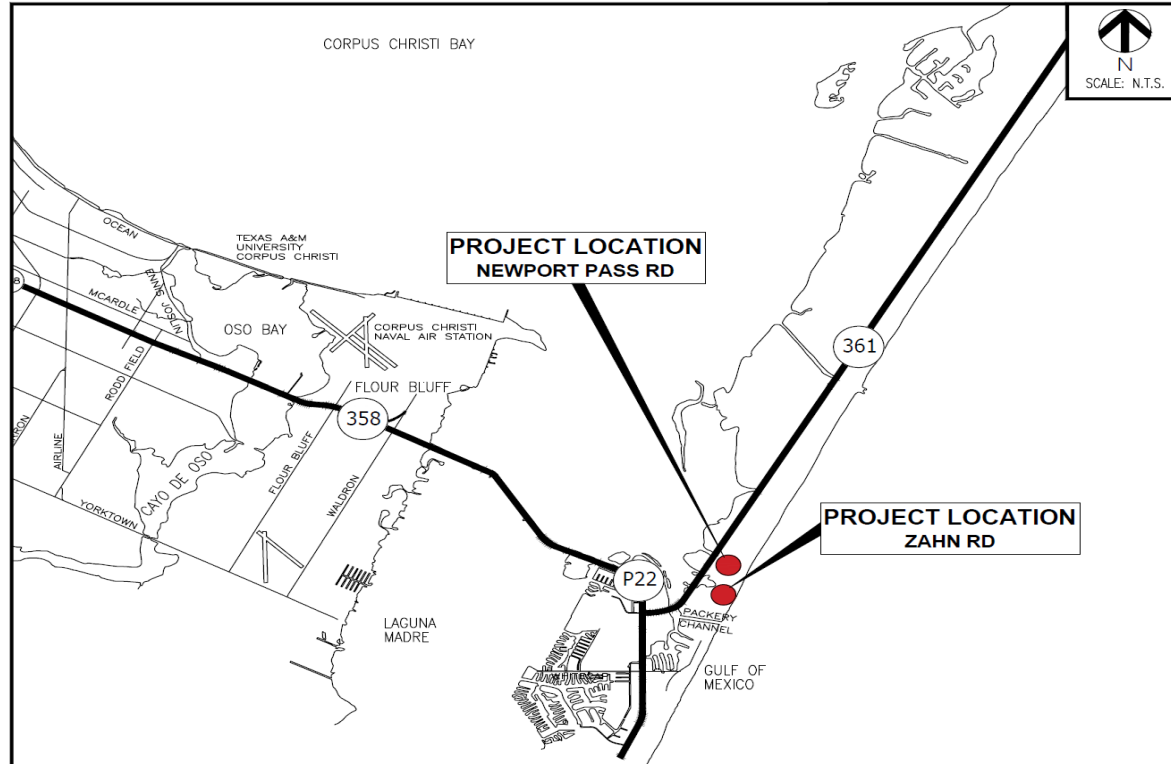 CORPUS CHRISTI BAY
N
SCALE: N.T.S.
OCEAN
TEXAS A&M
UNIVERSITY
CORPUS CHRISTI
PROJECT LOCATION
NEWPORT PASS RD
ENNIS JOSLIN
MCARDLE
OSO BAY
CORPUS CHRISTI
NAVAL AIR STATION
RODD FIELD
FLOUR BLUFF
361
358
AIRLINE
CAYO DE OSO
FLOUR BLUFF
WALDRON
YORKTOWN
PROJECT LOCATION
ZAHN RD
P22
PACKERY
CHANNEL
LAGUNA
MADRE
GULF OF
MEXICO